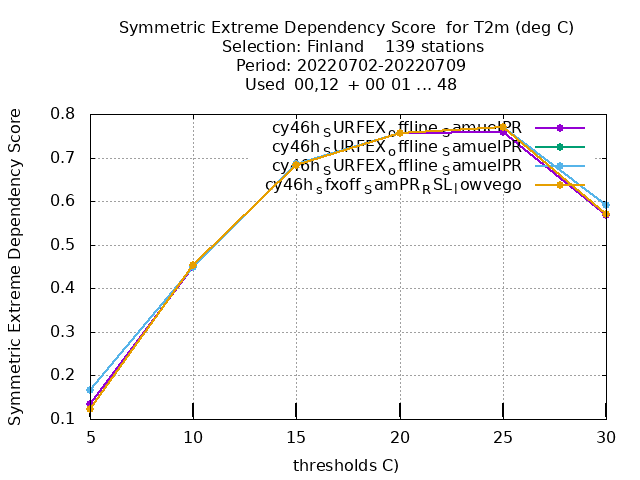 Symmetric Extreme Dependency Score  for T2m (deg C)
Selection: Finland    139 stations
Period: 20220702-20220709
Used  00,12  + 00 01 ... 48
Symmetric Extreme Dependency Score
0.8
0.7
0.6
0.5
0.4
0.3
0.2
0.1
cy46h_SURFEX_offline_SamuelPR
cy46h_SURFEX_offline_SamuelPR
cy46h_SURFEX_offline_SamuelPR
cy46h_sfxoff_SamPR_RSL_lowvego
5 10 15 20 25 30
thresholds C)